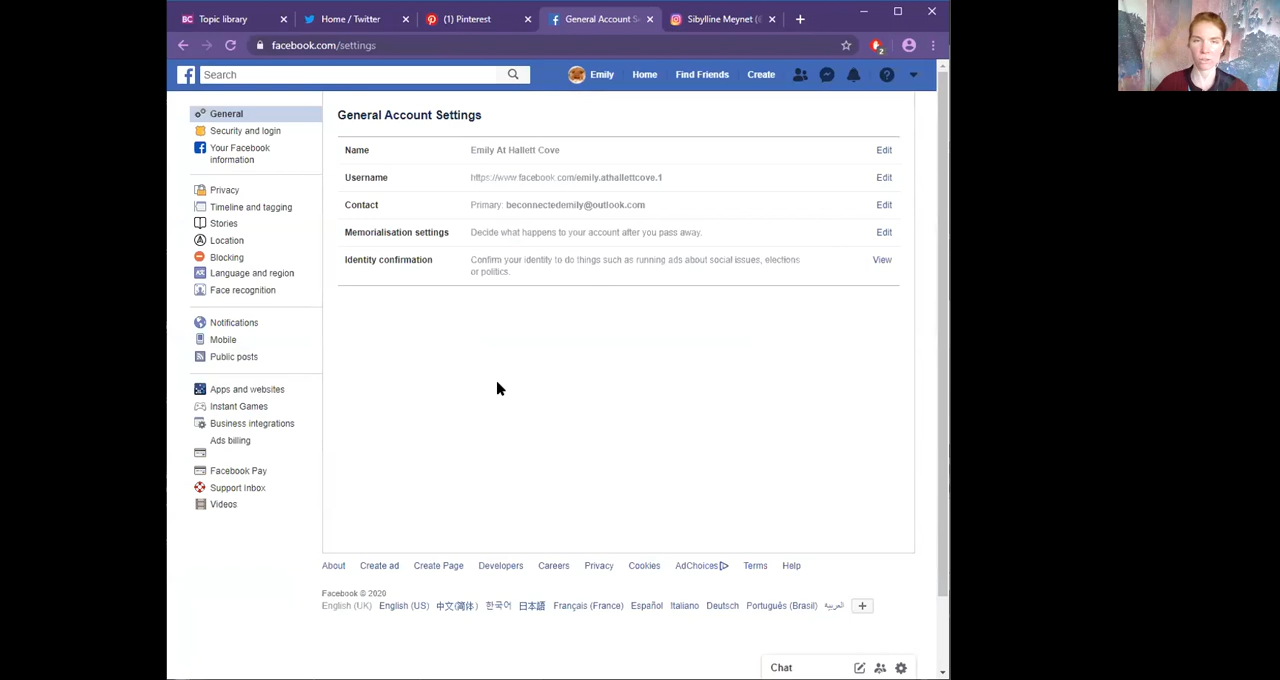 Topic library
Home / Twitter
(1) Pinterest
General Account S
Sibylline Meynet (
facebook.com/settings
2
Search
Emily
Home
Find Friends
Create
General
Security and login
Your Facebook
information
Privacy
Timeline and tagging
Stories
Location
Blocking
Language and region
Face recognition
Notifications
Mobile
Public posts
Apps and websites
Instant Games
Business integrations
Ads billing
Facebook Pay
Support Inbox
Videos
General Account Settings
Name Emily At Hallett Cove Edit
Username https://www.facebook.com/emily.athallettcove.1 Edit
Contact Primary: beconnectedemily@outlook.com Edit
Memorialisation settings Decide what happens to your account after you pass away. Edit
Identity confirmation Confirm your identity to do things such as running ads about social issues, elections View
or politics.
About Create ad Create Page Developers Careers Privacy Cookies AdChoices Terms Help
Facebook © 2020
English (UK) English (US) 中文(简体) 한국어 日本語 Français (France) Español Italiano Deutsch Português (Brasil) العربية +
Chat